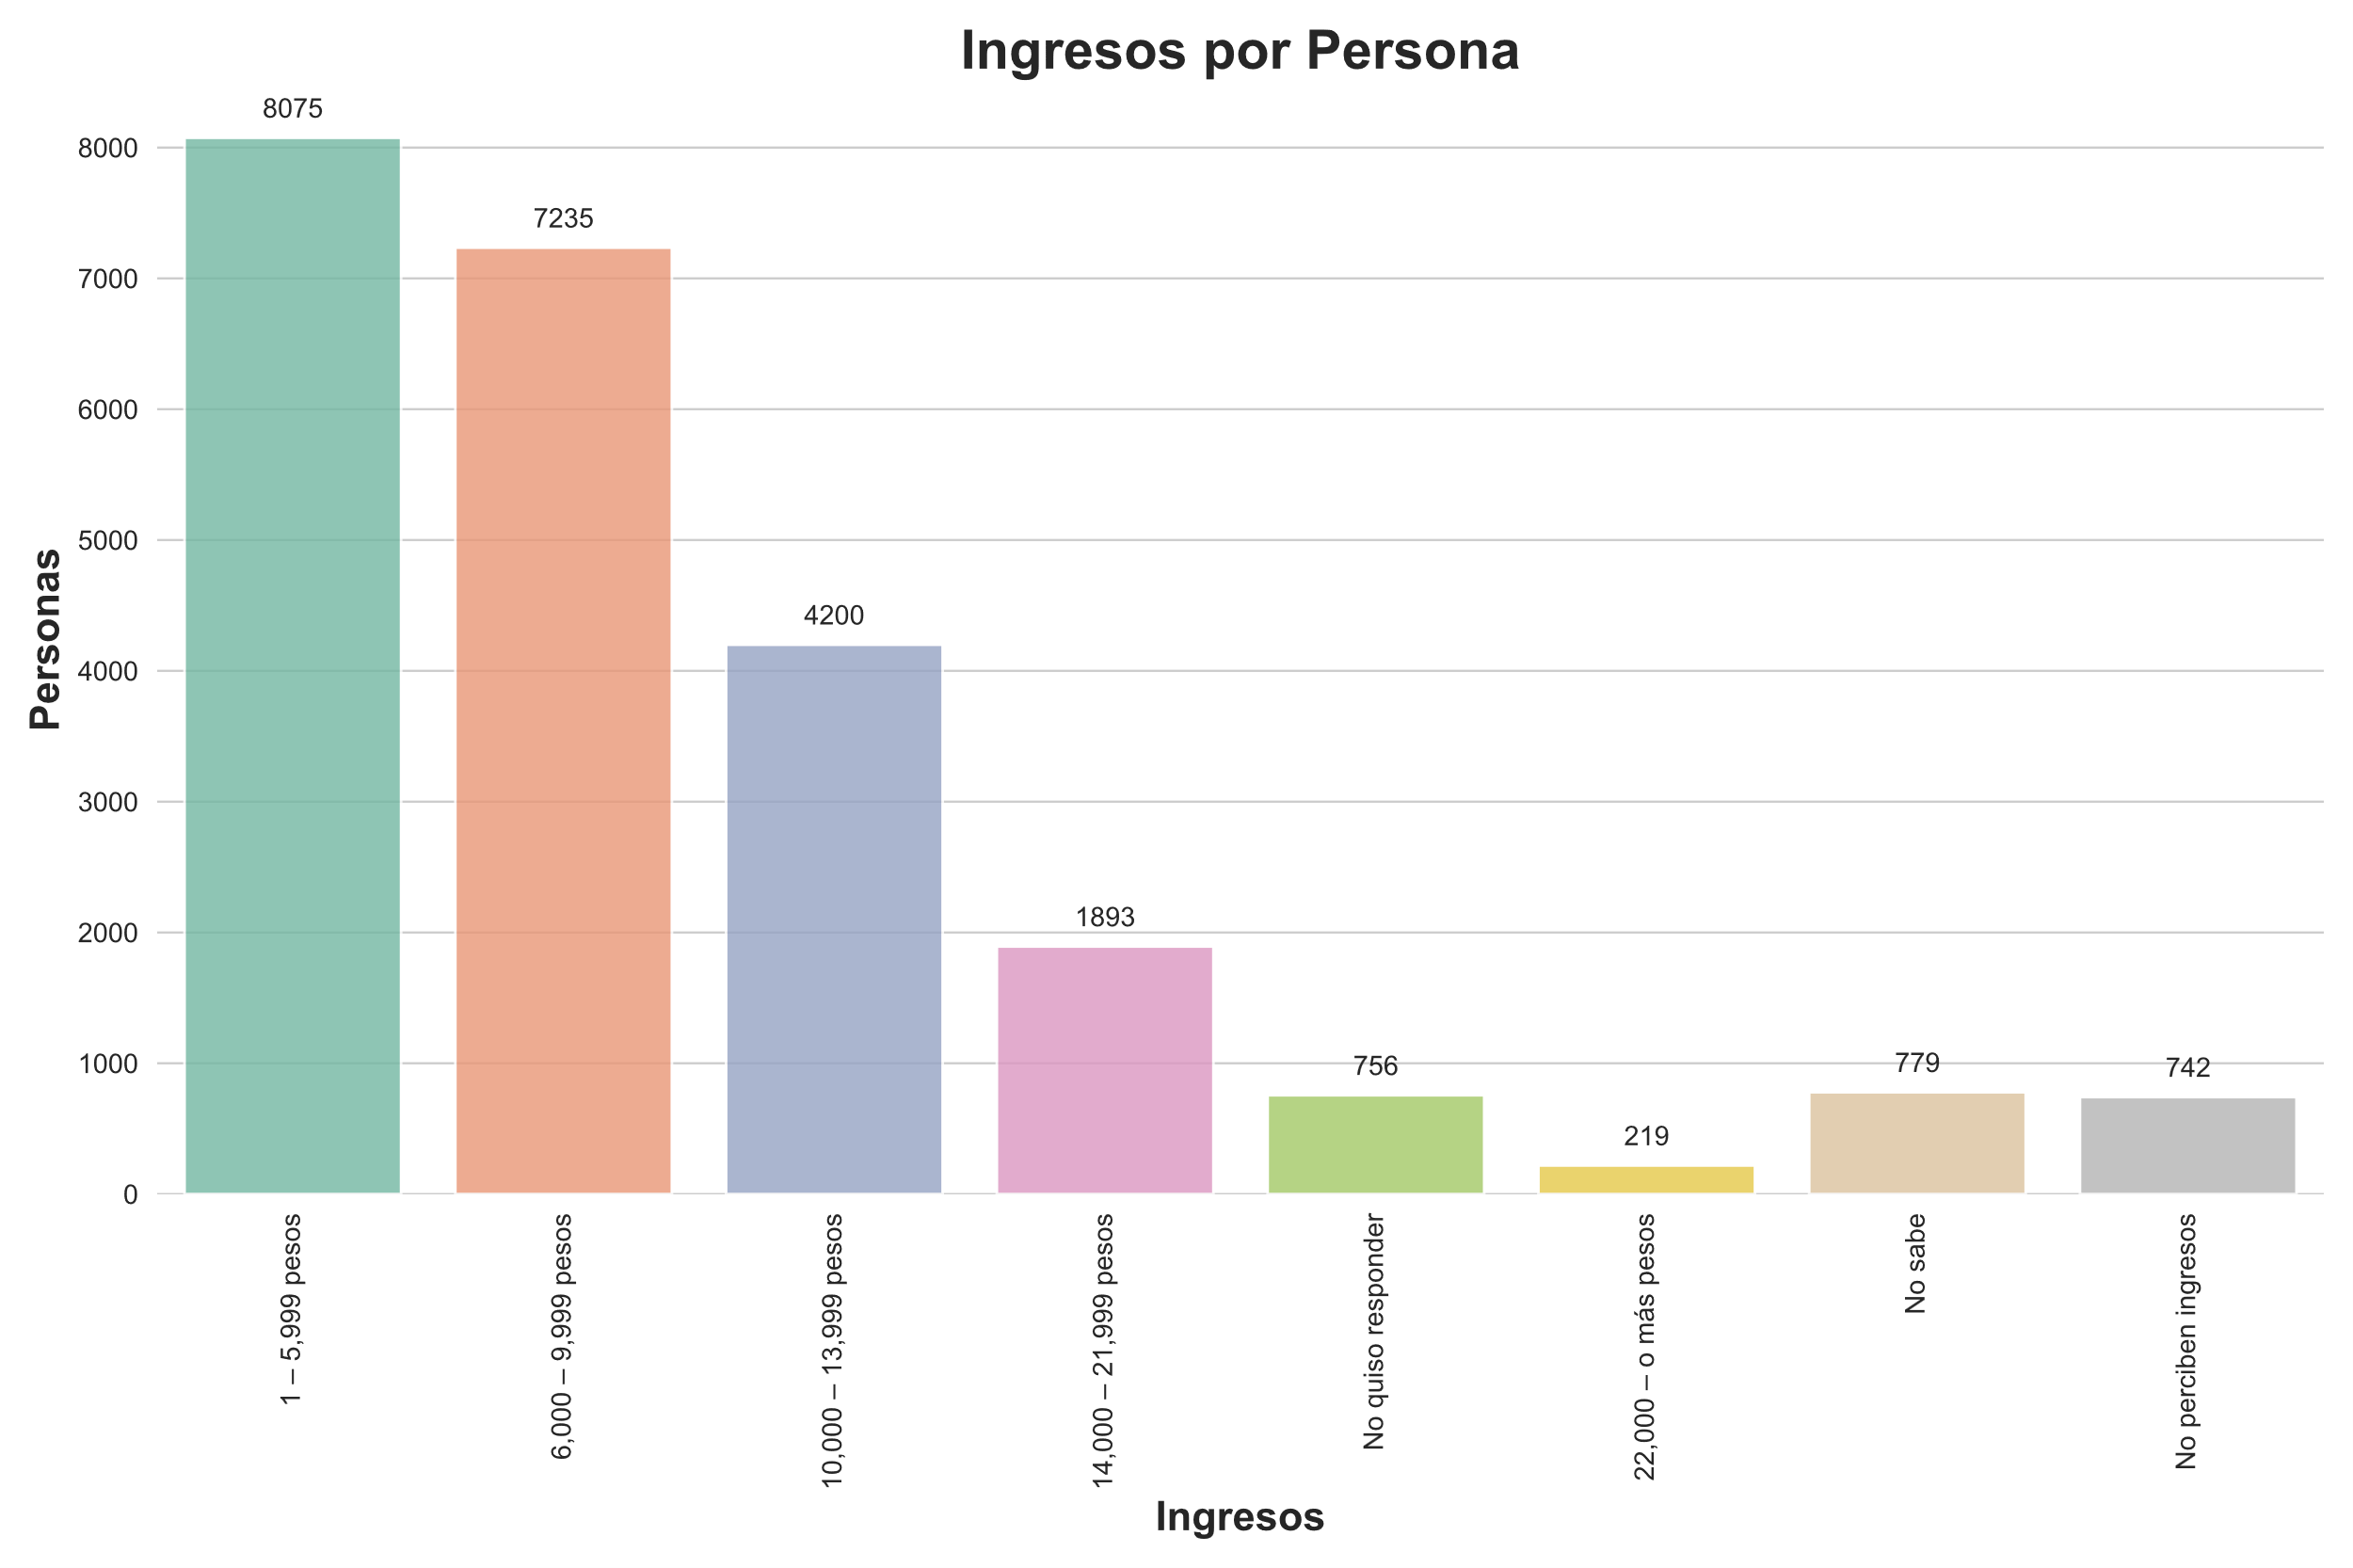 Ingresos por Persona
Personas
8000
7000
6000
5000
4000
3000
2000
1000
0
8075
7235
4200
1893
756
219
779
742
1 – 5,999 pesos
6,000 – 9,999 pesos
10,000 – 13,999 pesos
14,000 – 21,999 pesos
No quiso responder
22,000 – o más pesos
No sabe
No perciben ingresos
Ingresos